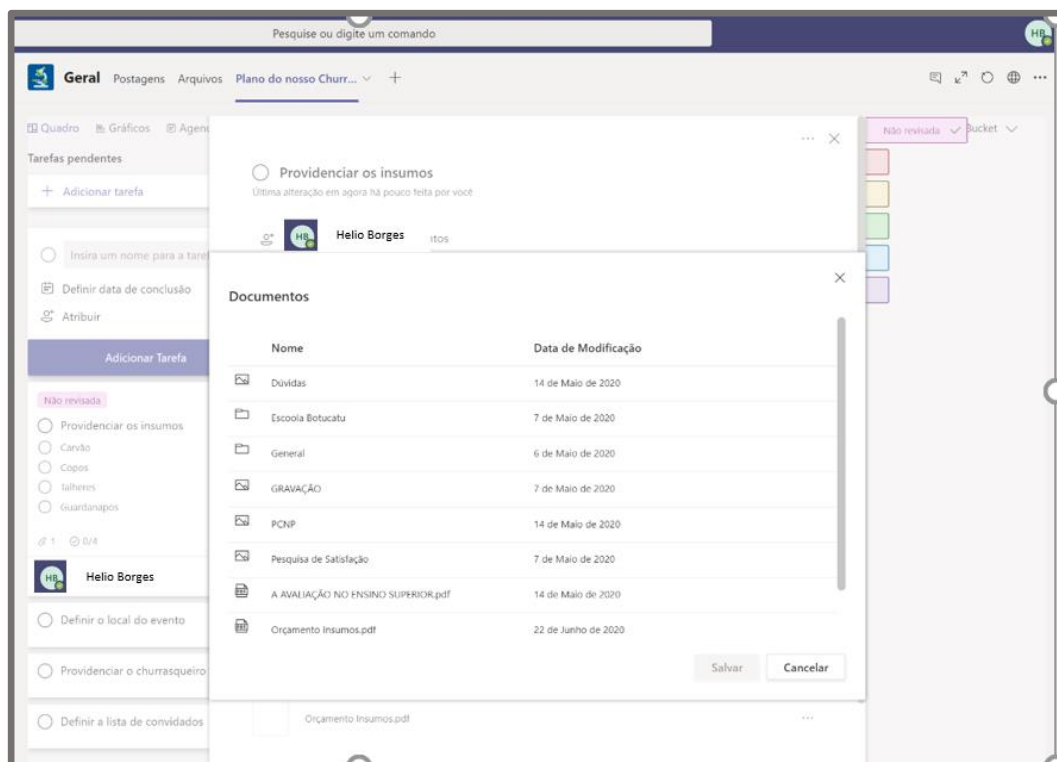 Pesquise ou digite um comando
HB
Geral Postagens Arquivos Plano do nosso Churr... +
Quadro Gráficos Agen
Não revisada Bucket
Tarefas pendentes
+ Adicionar tarefa
Providenciar os insumos
Última alteração em agora há pouco feita por você
HB Helio Borges itos
Insira um nome para a taref
Definir data de conclusão
Atribuir
Adicionar Tarefa
Não revisada
Providenciar os insumos
Carvão
Copos
Talheres
Guardanapos
1 0/4
HB Helio Borges
Definir o local do evento
Providenciar o churrasqueiro
Definir a lista de convidados
Documentos
Nome Data de Modificação
Dúvidas 14 de Maio de 2020
Escoola Botucatu 7 de Maio de 2020
General 6 de Maio de 2020
GRAVAÇÃO 7 de Maio de 2020
PCNP 14 de Maio de 2020
Pesquisa de Satisfação 7 de Maio de 2020
A AVALIAÇÃO NO ENSINO SUPERIOR.pdf 14 de Maio de 2020
Orçamento Insumos.pdf 22 de Junho de 2020
Salvar Cancelar
Orçamento Insumos.pdf